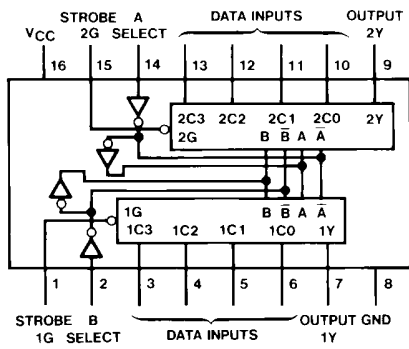 STROBE A DATA INPUTS OUTPUT
VCC 2G SELECT 2Y
16 15 14 13 12 11 10 9
2C3 2C2 2C1 2C0 2Y
2G B B̅ A A̅
1G B B̅ A A̅
1C3 1C2 1C1 1C0 1Y
1 2 3 4 5 6 7 8
STROBE B DATA INPUTS OUTPUT GND
1G SELECT 1Y